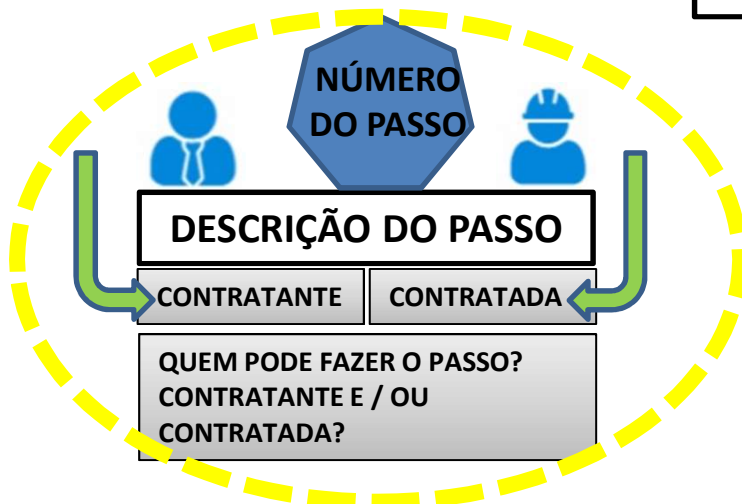 NÚMERO
DO PASSO
DESCRIÇÃO DO PASSO
CONTRATANTE
CONTRATADA
QUEM PODE FAZER O PASSO?
CONTRATANTE E / OU
CONTRATADA?